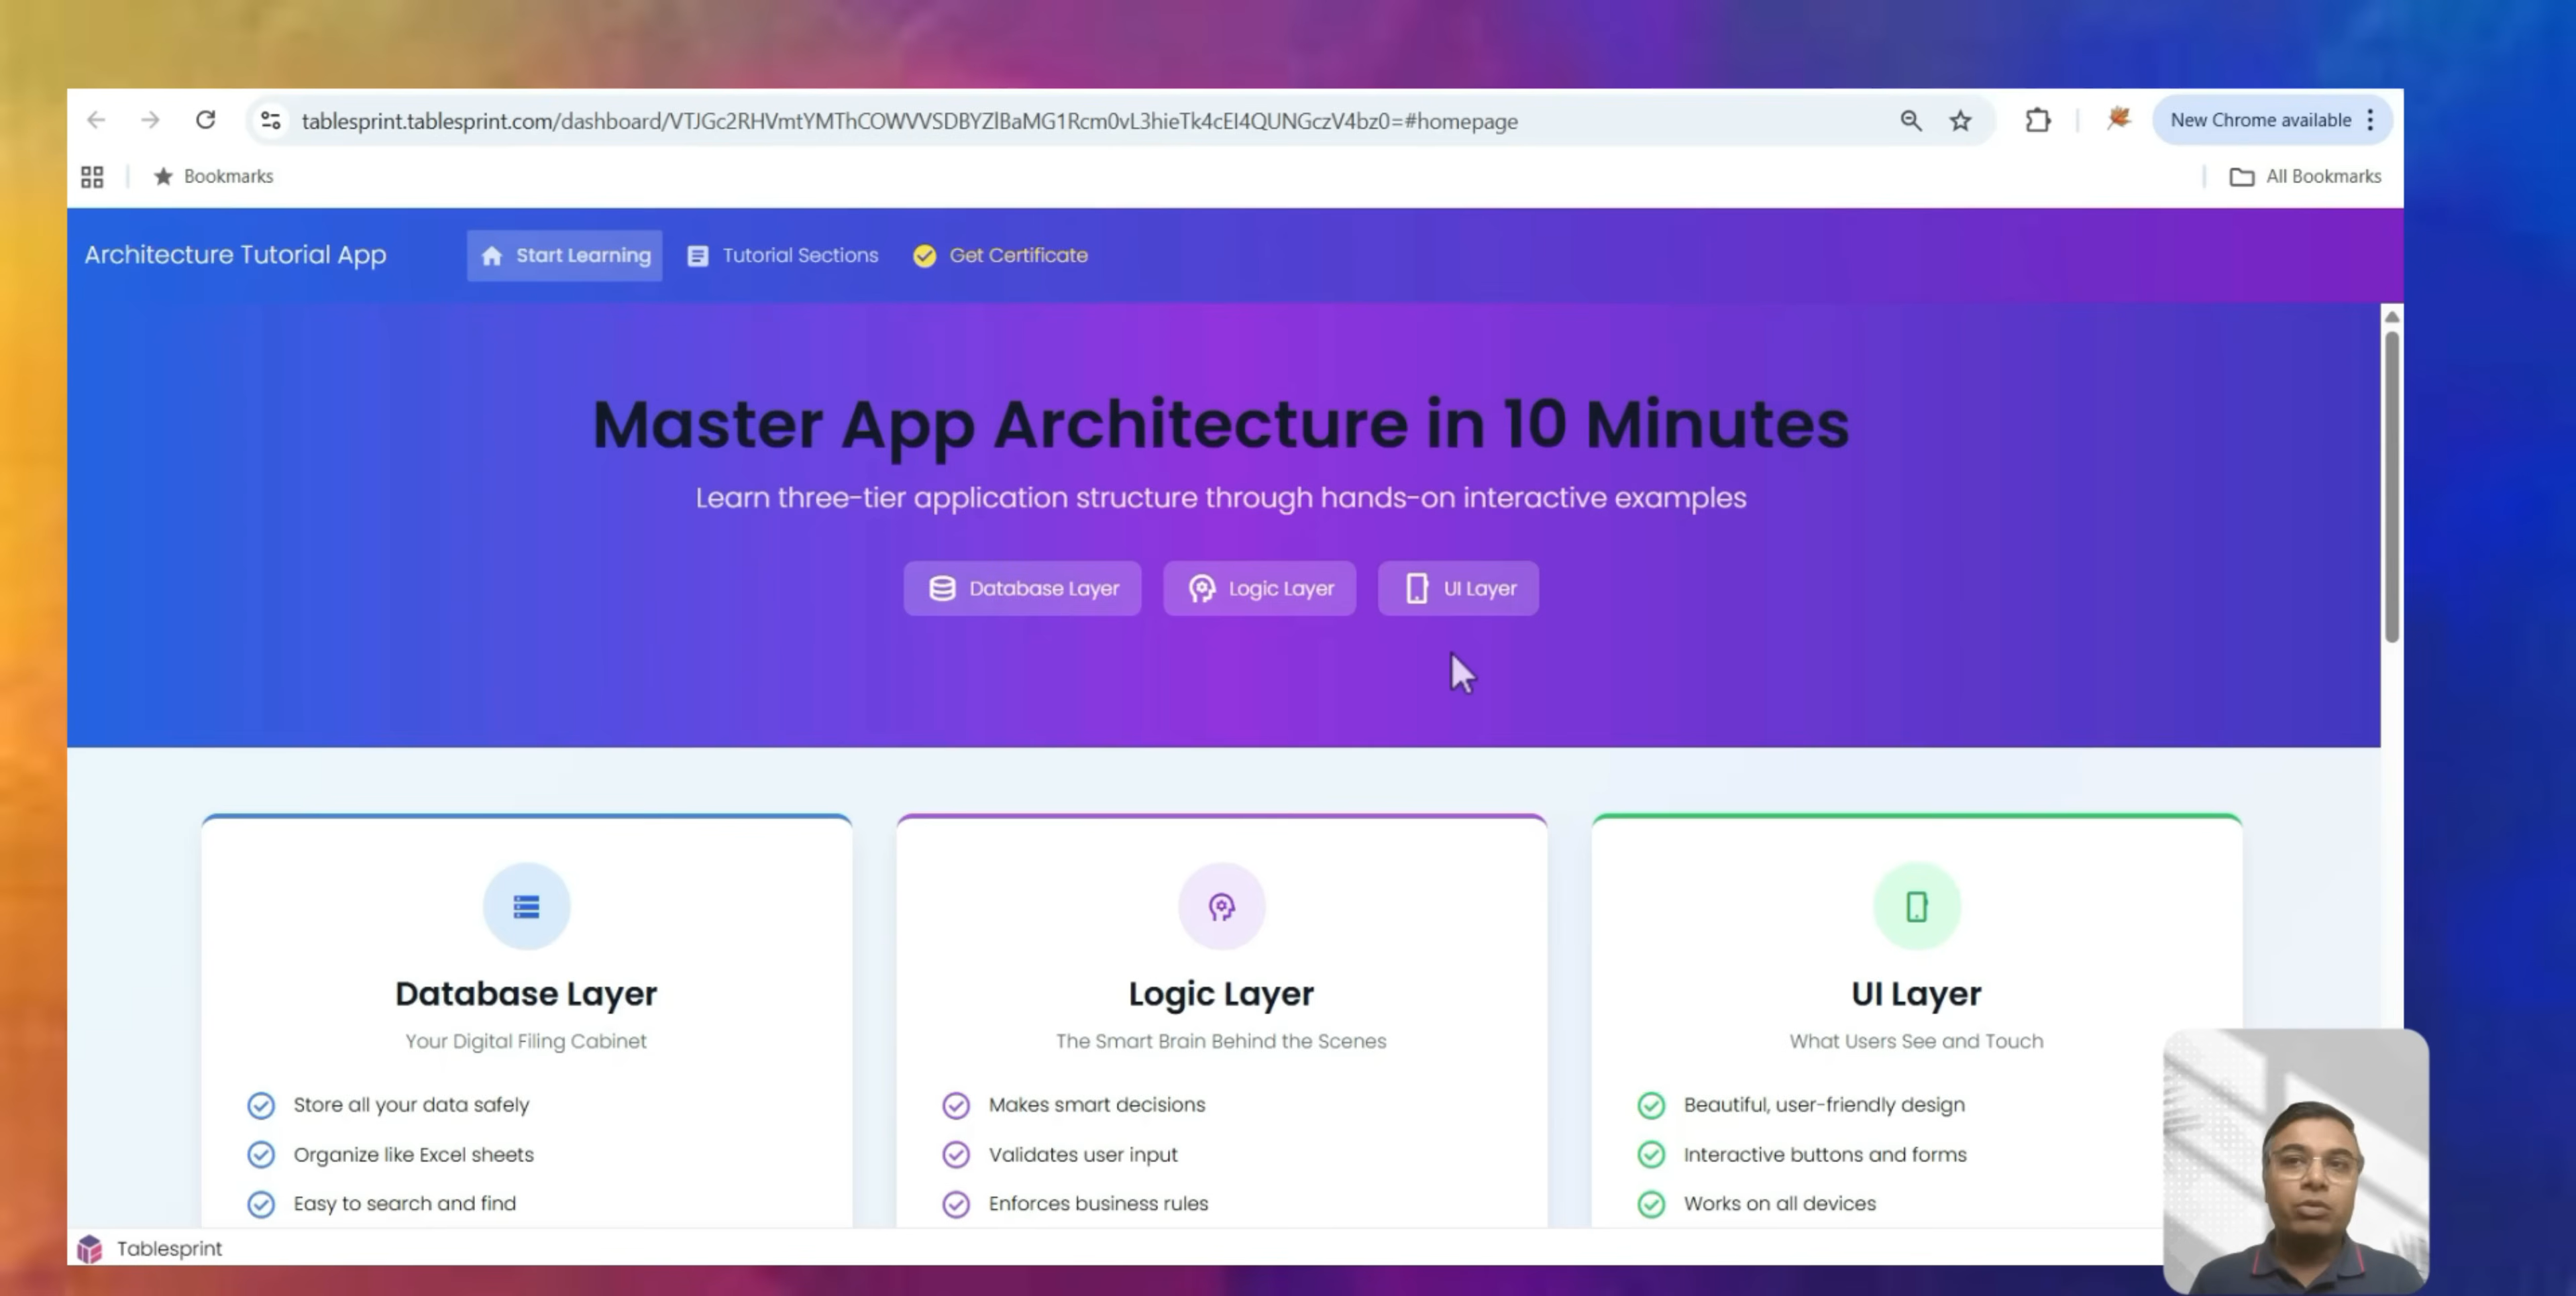 tablesprint.tablesprint.com/dashboard/VTJGc2RHVmtYMThCOWVVSDBYZlBaMG1Rcm0vL3hieTk4cEI4QUNGczV4bz0=#homepage
New Chrome available
Bookmarks
All Bookmarks
Architecture Tutorial App
Start Learning
Tutorial Sections
Get Certificate
Master App Architecture in 10 Minutes
Learn three-tier application structure through hands-on interactive examples
Database Layer
Logic Layer
UI Layer
Database Layer
Your Digital Filing Cabinet
Store all your data safely
Organize like Excel sheets
Easy to search and find
Logic Layer
The Smart Brain Behind the Scenes
Makes smart decisions
Validates user input
Enforces business rules
UI Layer
What Users See and Touch
Beautiful, user-friendly design
Interactive buttons and forms
Works on all devices
Tablesprint